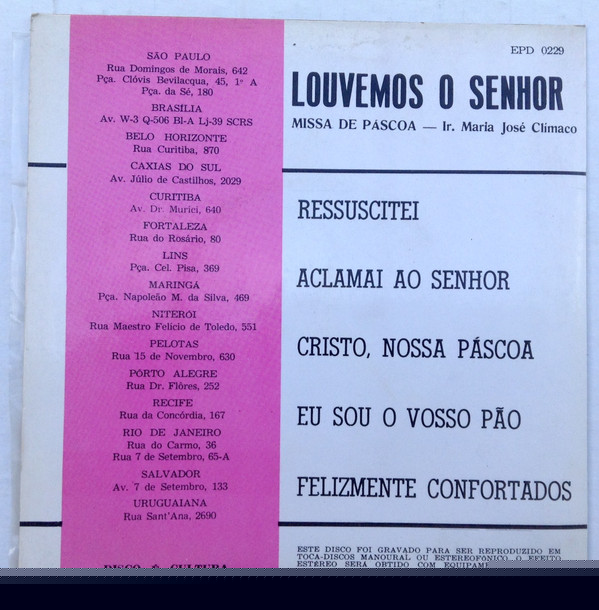 SÃO PAULO
Rua Domingos de Morais, 642
Pça. Clóvis Bevilacqua, 45, 1º A
Pça. da Sé, 180
BRASÍLIA
Av. W-3 Q-506 Bl-A Lj-39 SCRS
BELO HORIZONTE
Rua Curitiba, 870
CAXIAS DO SUL
Av. Júlio de Castilhos, 2029
CURITIBA
Av. Dr. Murici, 640
FORTALEZA
Rua do Rosário, 80
LINS
Pça. Cel. Pisa, 369
MARINGÁ
Pça. Napoleão M. da Silva, 469
NITERÓI
Rua Maestro Felício de Toledo, 551
PELOTAS
Rua 15 de Novembro, 630
PÔRTO ALEGRE
Rua Dr. Flôres, 252
RECIFE
Rua da Concórdia, 167
RIO DE JANEIRO
Rua do Carmo, 36
Rua 7 de Setembro, 65-A
SALVADOR
Av. 7 de Setembro, 133
URUGUAIANA
Rua Sant'Ana, 2690
DISCO É CULTURA
EPD 0229
LOUVEMOS O SENHOR
MISSA DE PÁSCOA — Ir. Maria José Clímaco
RESSUSCITEI
ACLAMAI AO SENHOR
CRISTO, NOSSA PÁSCOA
EU SOU O VOSSO PÃO
FELIZMENTE CONFORTADOS
ESTE DISCO FOI GRAVADO PARA SER REPRODUZIDO EM
TOCA-DISCOS MANOURAL OU ESTEREOFÔNICO. O EFEITO
ESTÉREO SERÁ OBTIDO COM EQUIPAME